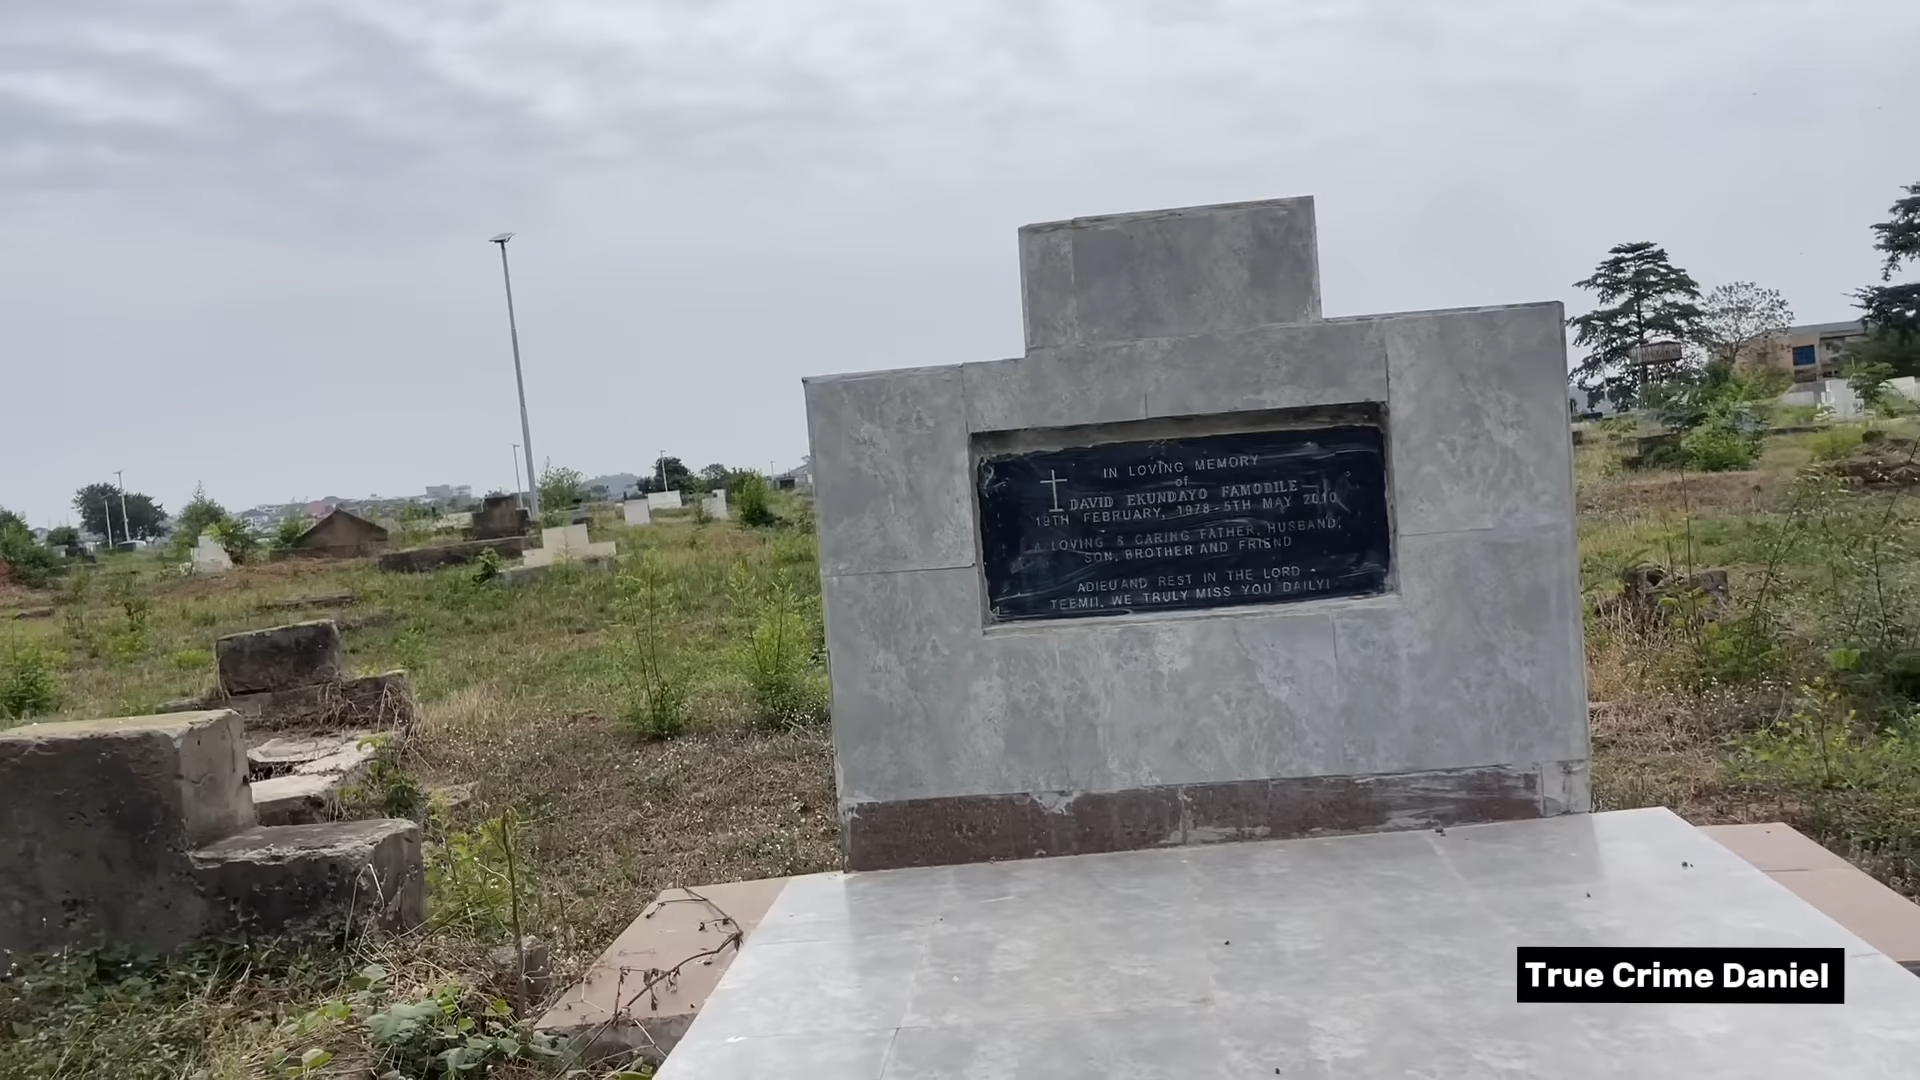 IN LOVING MEMORY
of
DAVID EKUNDAYO FAMODILE
19TH FEBRUARY, 1978 - 5TH MAY 2010
A LOVING & CARING FATHER, HUSBAND,
SON, BROTHER AND FRIEND
ADIEU AND REST IN THE LORD
TEEMII, WE TRULY MISS YOU DAILY!
True Crime Daniel